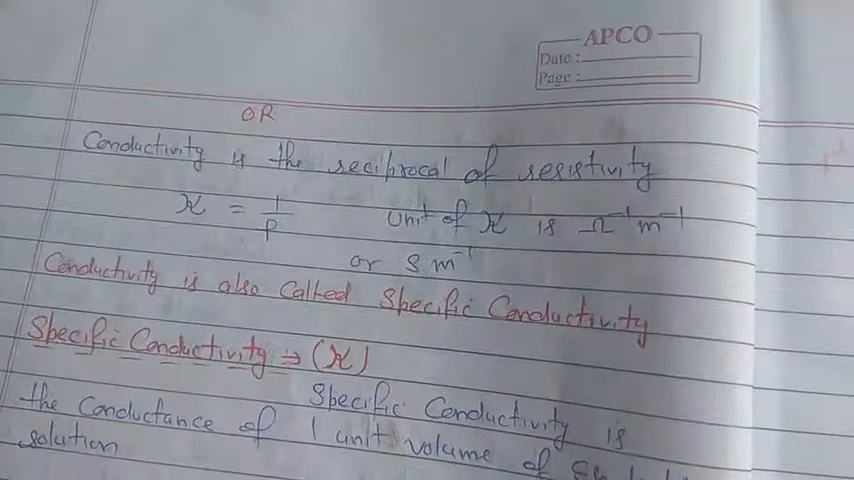 APCO
Date :
Page :
OR
Conductivity is the reciprocal of resistivity
ϰ = 1/ρ    Unit of ϰ is Ω⁻¹ m⁻¹
or S m⁻¹
Conductivity is also called Specific Conductivity
Specific Conductivity ⇒ (ϰ)
Specific Conductivity is
the Conductance of 1 unit volume of
solution